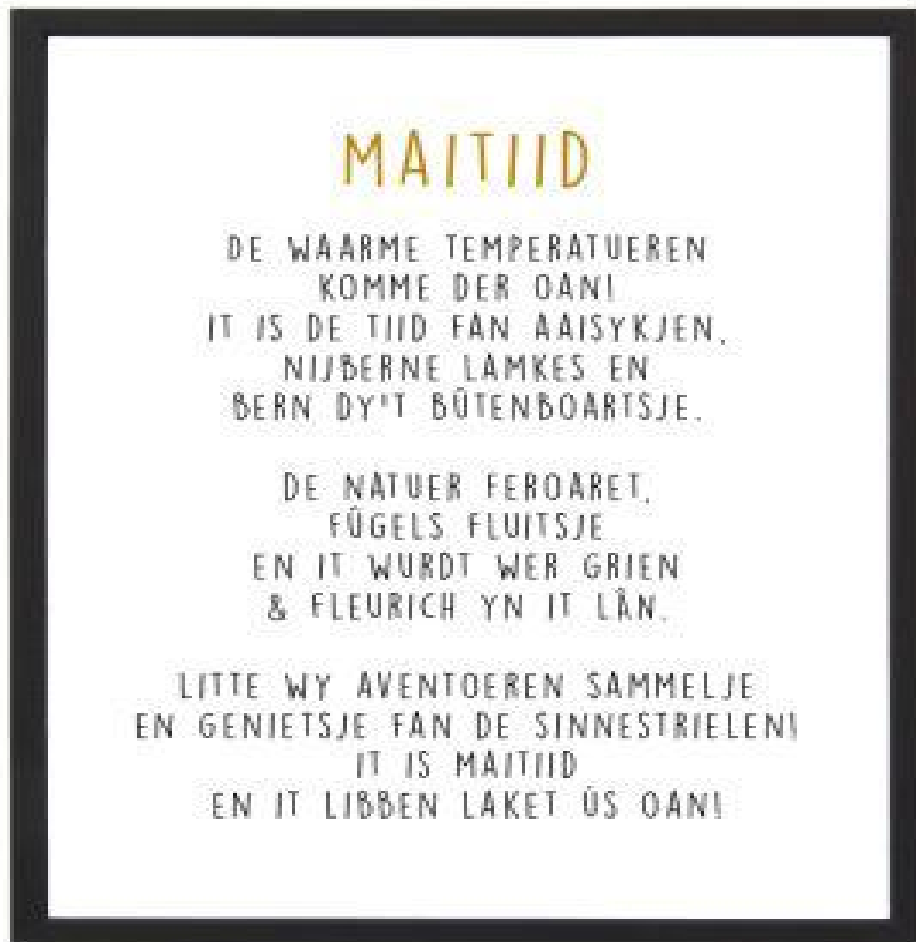 MAITIID
DE WAARME TEMPERATUEREN
KOMME DER OAN!
IT IS DE TIID FAN AAISYKJEN,
NIJBERNE LAMKES EN
BERN DY'T BÛTENBOARTSJE.
DE NATUER FEROARET,
FÛGELS FLUITSJE
EN IT WURDT WER GRIEN
& FLEURICH YN IT LÂN.
LITTE WY AVENTOEREN SAMMELJE
EN GENIETSJE FAN DE SINNESTRIELEN!
IT IS MAITIID
EN IT LIBBEN LAKET ÚS OAN!